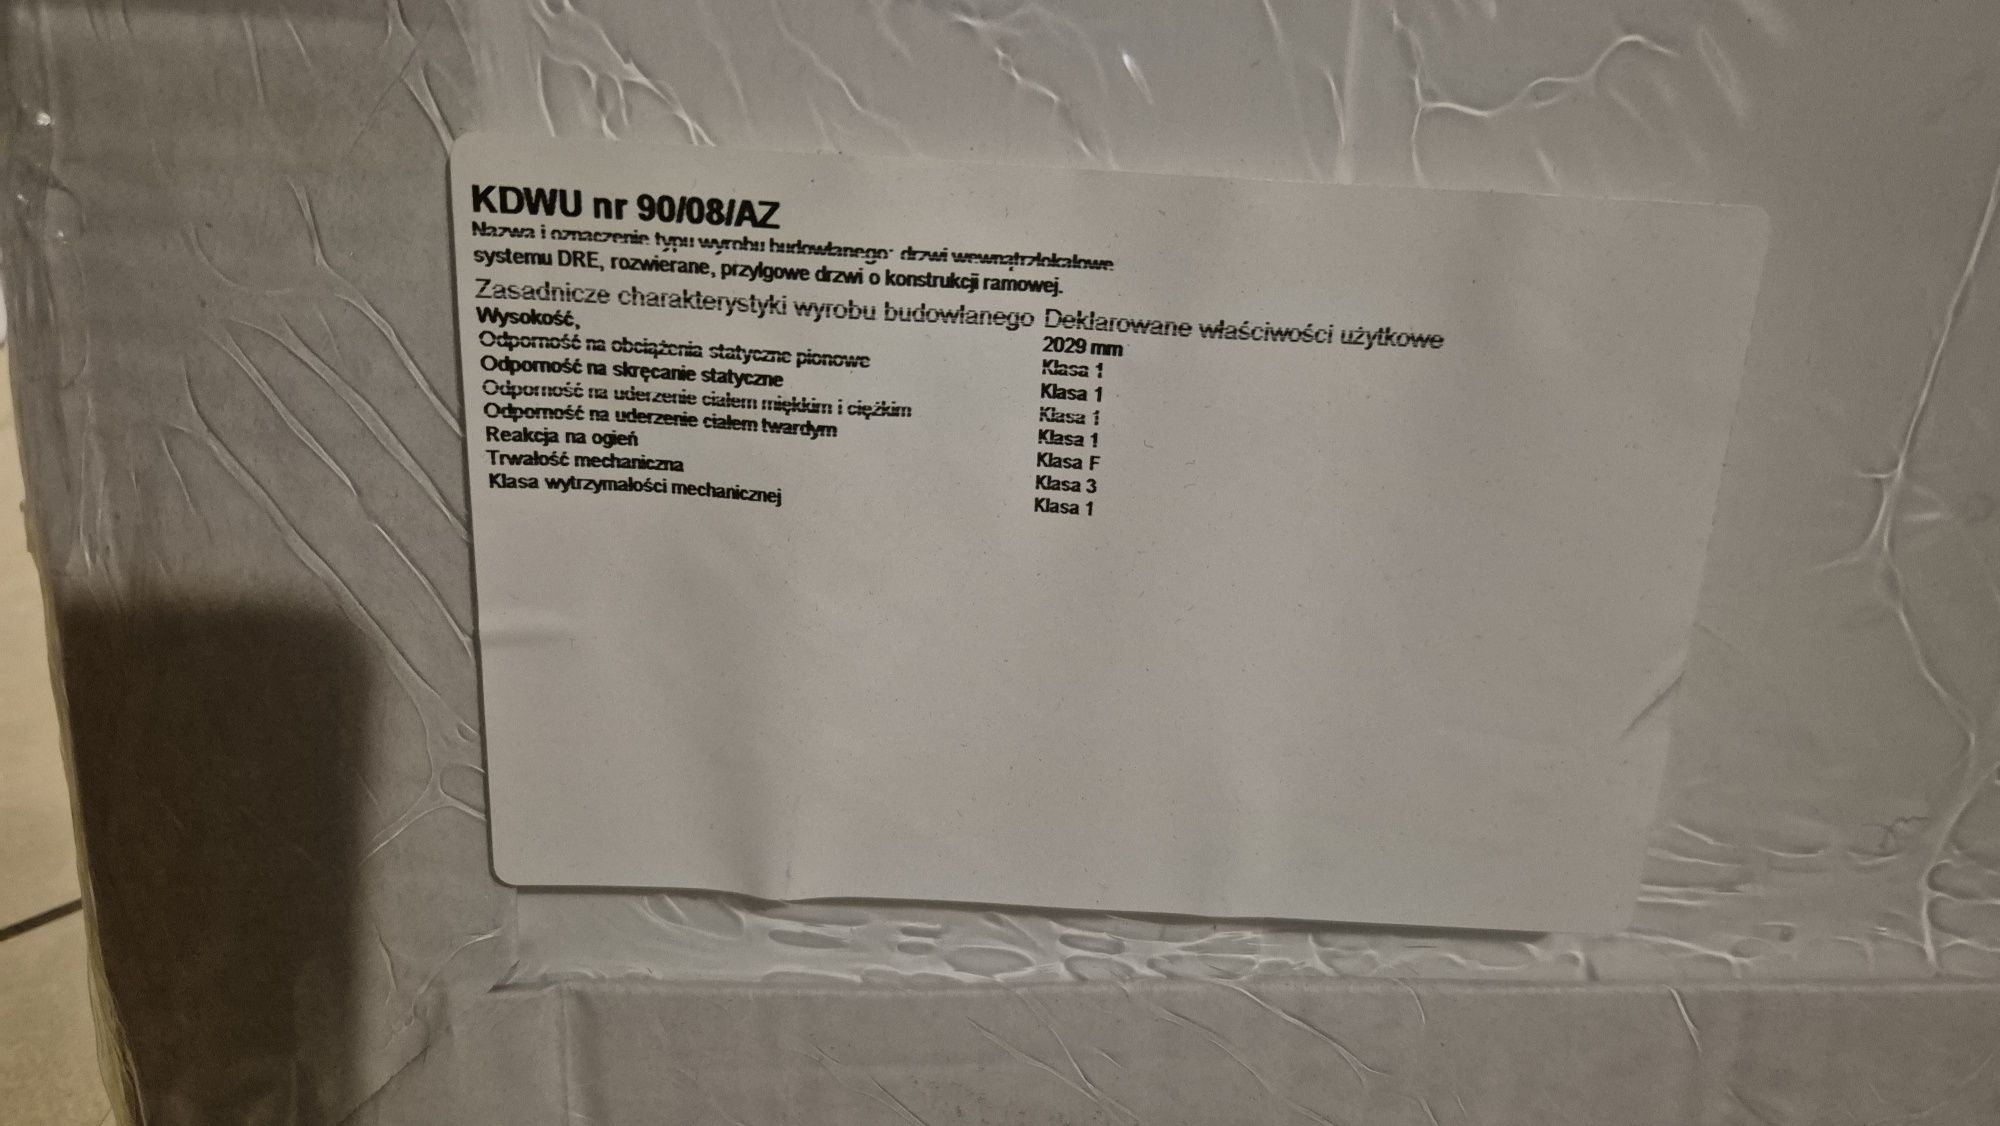 KDWU nr 90/08/AZ
Nazwa i oznaczenie typu wyrobu budowlanego: drzwi wewnątrzlokalowe
systemu DRE, rozwierane, przylgowe drzwi o konstrukcji ramowej.
Zasadnicze charakterystyki wyrobu budowlanego Deklarowane właściwości użytkowe
Wysokość, 2029 mm
Odporność na obciążenia statyczne pionowe Klasa 1
Odporność na skręcanie statyczne Klasa 1
Odporność na uderzenie ciałem miękkim i ciężkim Klasa 1
Odporność na uderzenie ciałem twardym Klasa 1
Reakcja na ogień Klasa F
Trwałość mechaniczna Klasa 3
Klasa wytrzymałości mechanicznej Klasa 1